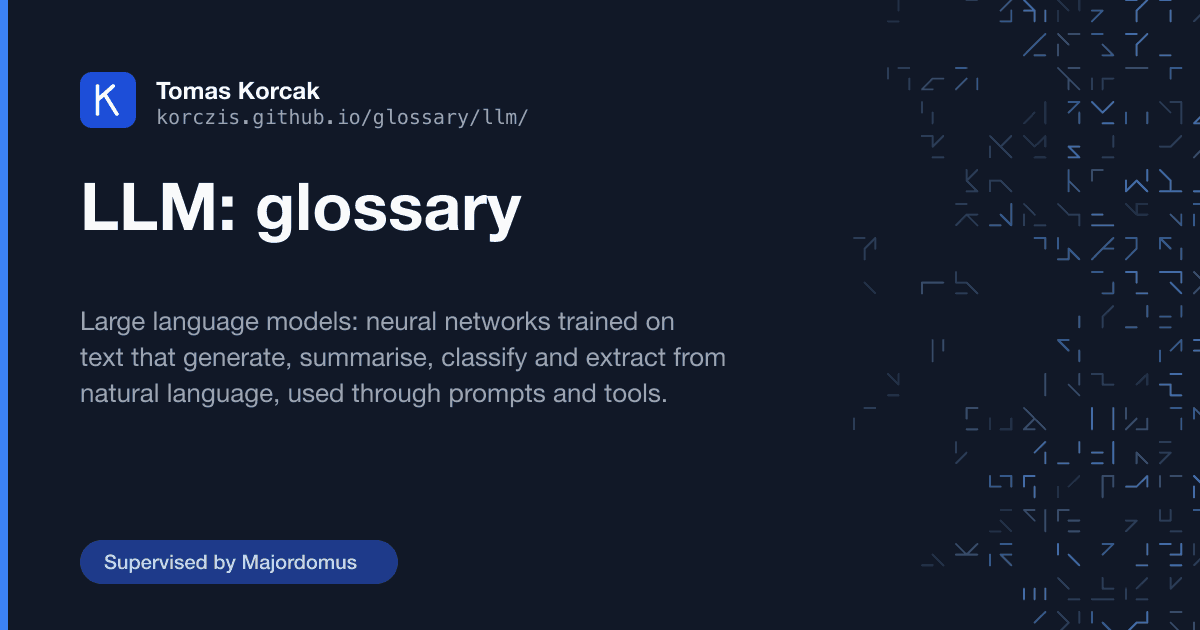 K
Tomas Korcak
korczis.github.io/glossary/llm/
LLM: glossary
Large language models: neural networks trained on
text that generate, summarise, classify and extract from
natural language, used through prompts and tools.
Supervised by Majordomus